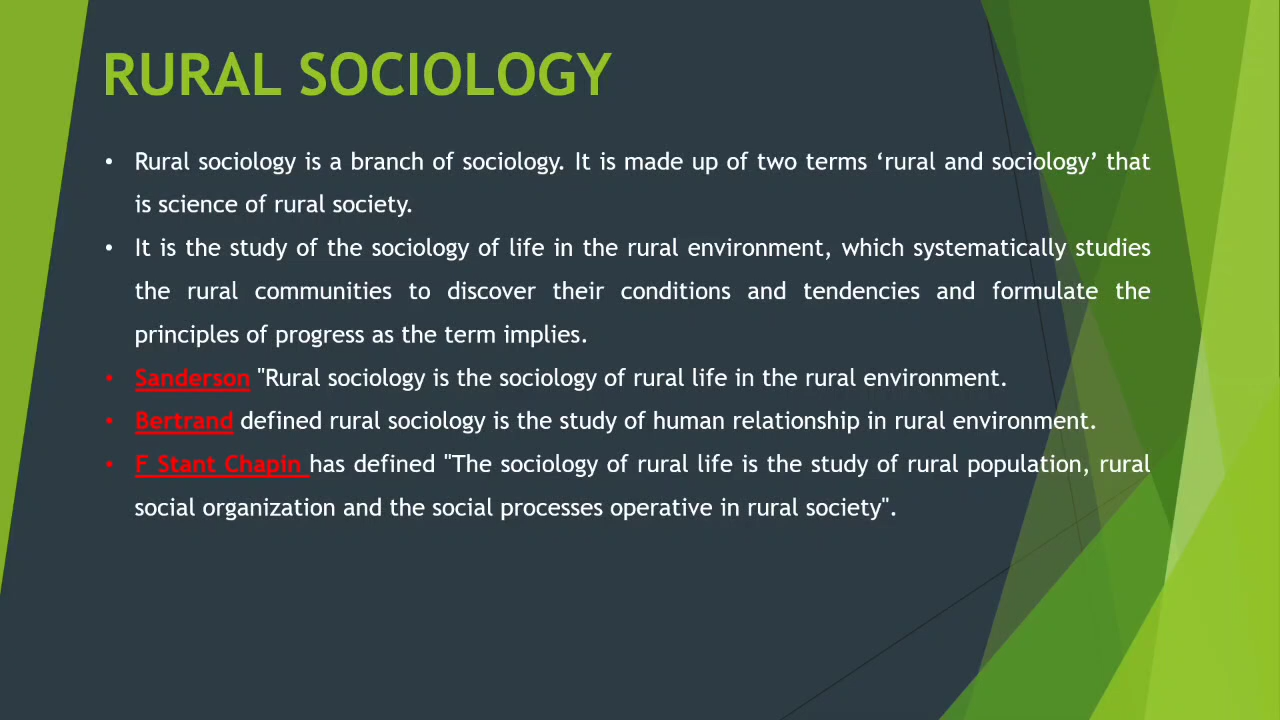 RURAL SOCIOLOGY
• Rural sociology is a branch of sociology. It is made up of two terms ‘rural and sociology’ that
is science of rural society.
• It is the study of the sociology of life in the rural environment, which systematically studies
the rural communities to discover their conditions and tendencies and formulate the
principles of progress as the term implies.
• Sanderson "Rural sociology is the sociology of rural life in the rural environment.
• Bertrand defined rural sociology is the study of human relationship in rural environment.
• F Stant Chapin has defined "The sociology of rural life is the study of rural population, rural
social organization and the social processes operative in rural society".